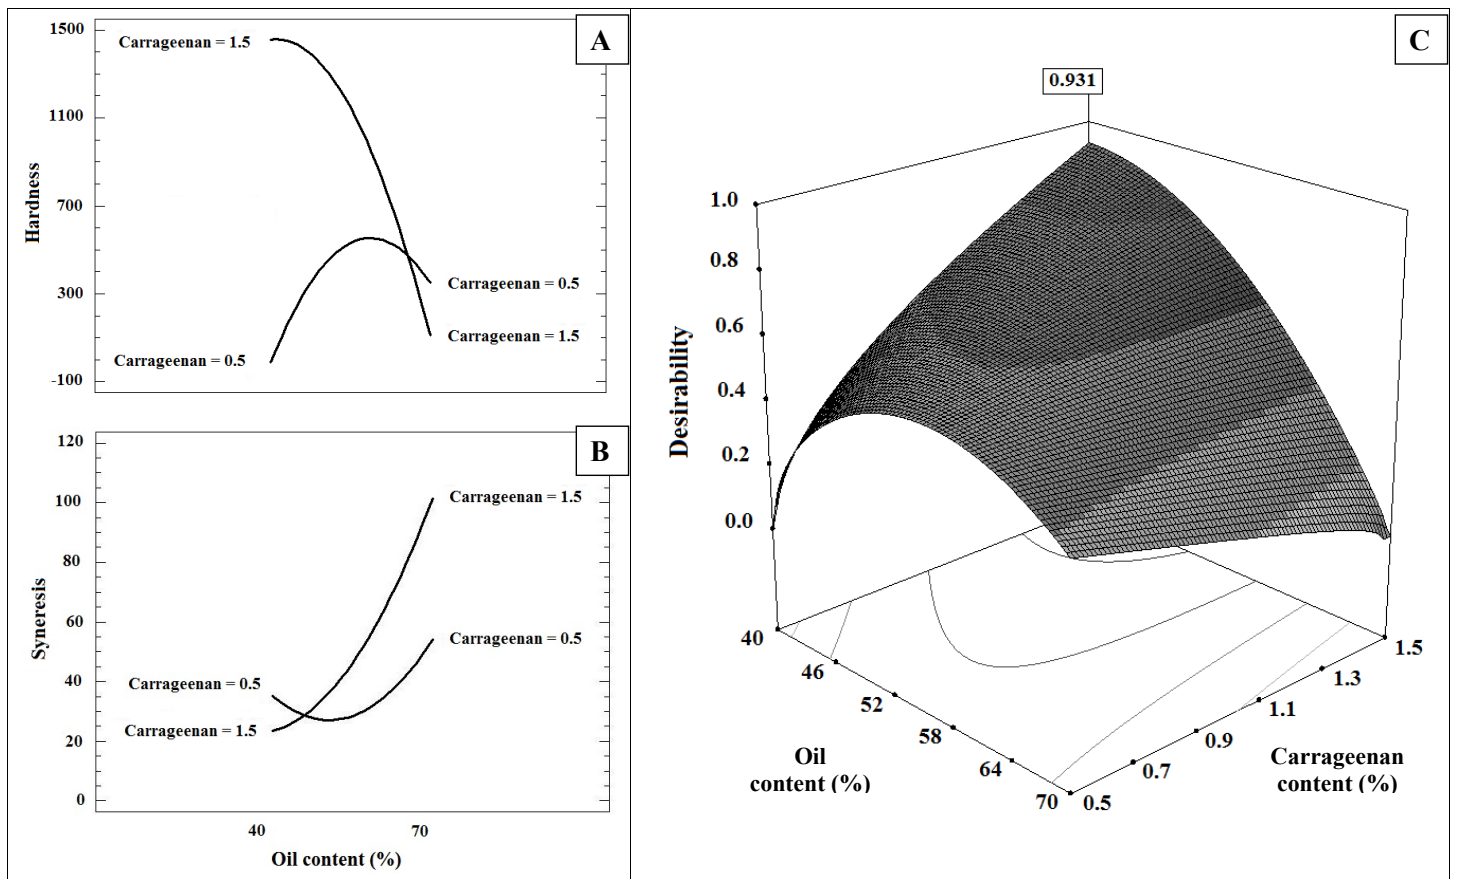 A
1500
Carrageenan = 1.5
1100
700
300
-100
Hardness
Carrageenan = 0.5
Carrageenan = 0.5
Carrageenan = 1.5
B
120
100
80
60
40
20
0
Syneresis
Carrageenan = 1.5
Carrageenan = 0.5
Carrageenan = 0.5
Carrageenan = 1.5
40 70
Oil content (%)
C
0.931
1.0
0.8
0.6
0.4
0.2
0.0
Desirability
40
46
52
58
64
70
Oil
content (%)
0.5
0.7
0.9
1.1
1.3
1.5
Carrageenan
content (%)